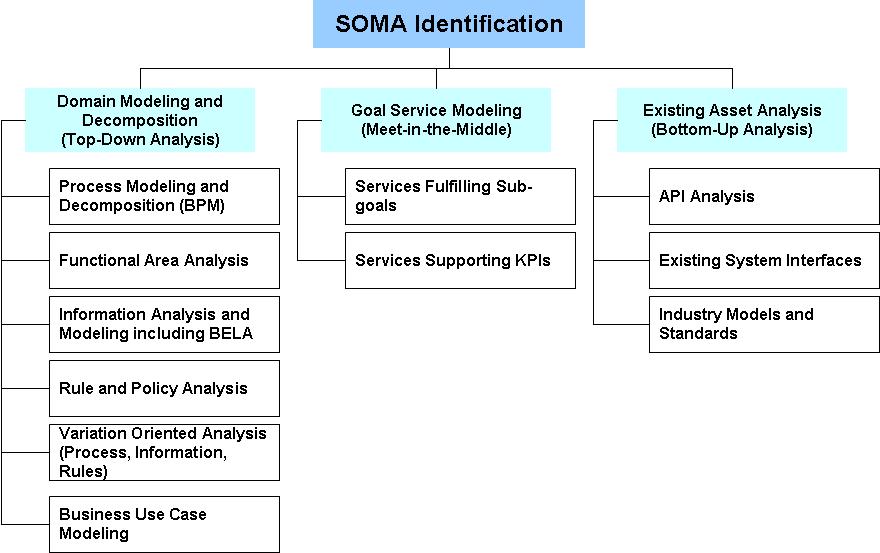 SOMA Identification
Domain Modeling and
Decomposition
(Top-Down Analysis)
Process Modeling and
Decomposition (BPM)
Functional Area Analysis
Information Analysis and
Modeling including BELA
Rule and Policy Analysis
Variation Oriented Analysis
(Process, Information,
Rules)
Business Use Case
Modeling
Goal Service Modeling
(Meet-in-the-Middle)
Services Fulfilling Sub-
goals
Services Supporting KPIs
Existing Asset Analysis
(Bottom-Up Analysis)
API Analysis
Existing System Interfaces
Industry Models and
Standards